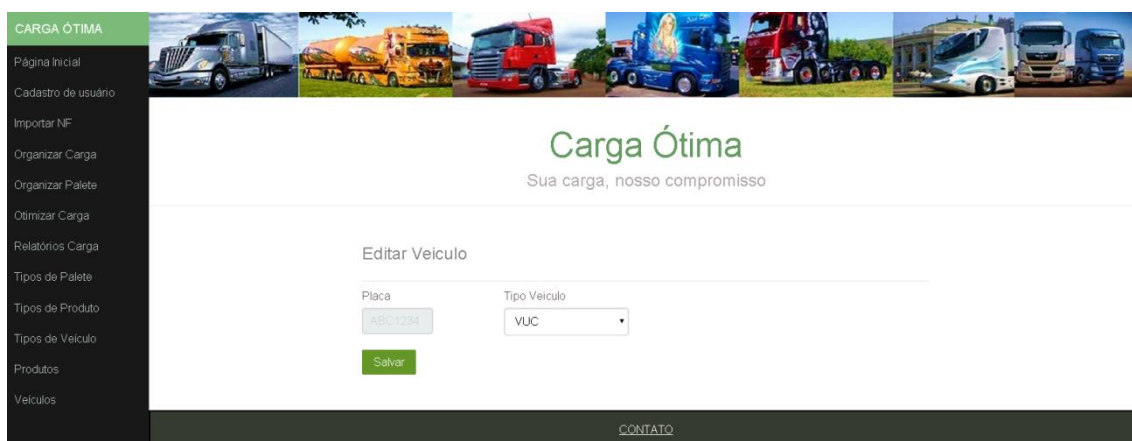 CARGA ÓTIMA
Página Inicial
Cadastro de usuário
Importar NF
Organizar Carga
Organizar Palete
Otimizar Carga
Relatórios Carga
Tipos de Palete
Tipos de Produto
Tipos de Veículo
Produtos
Veículos
Carga Ótima
Sua carga, nosso compromisso
Editar Veiculo
Placa Tipo Veiculo
ABC1234 VUC
Salvar
CONTATO